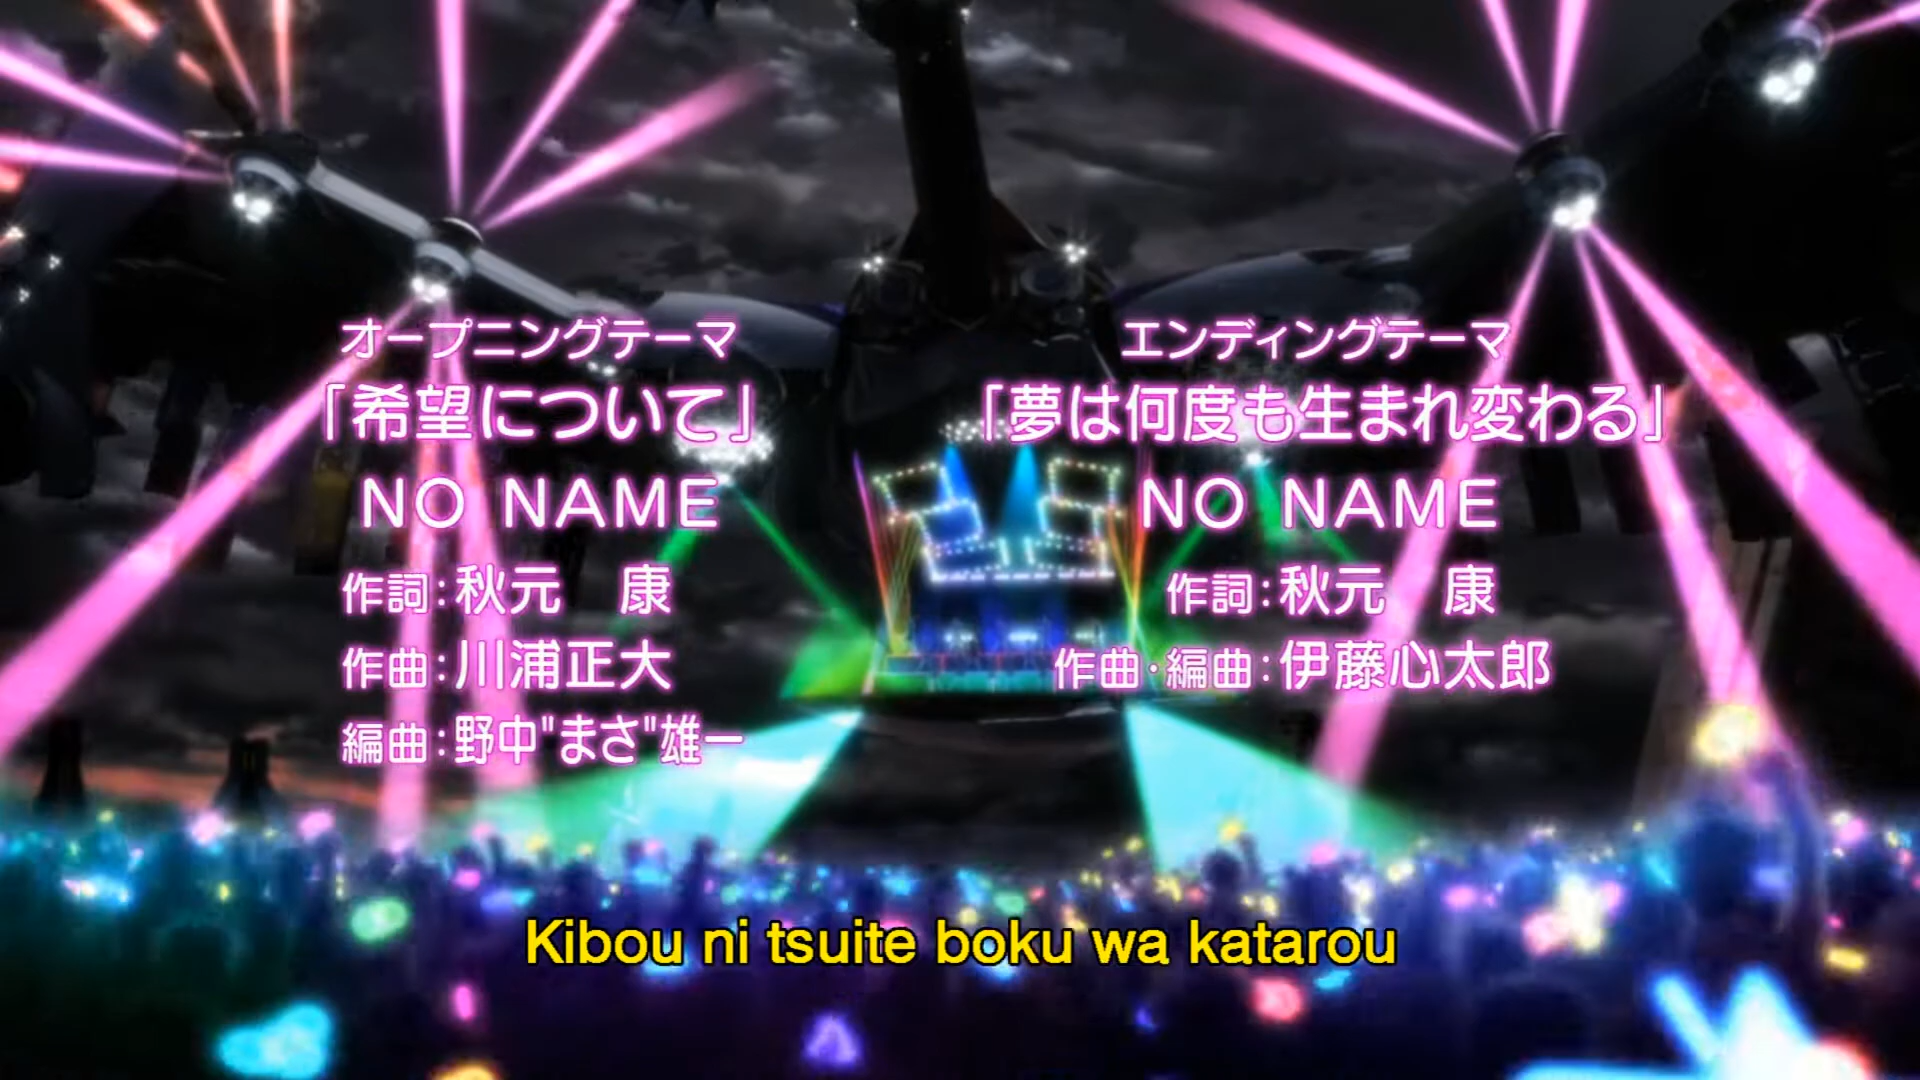 オープニングテーマ
「希望について」
NO NAME
作詞:秋元 康
作曲:川浦正大
編曲:野中"まさ"雄一
エンディングテーマ
「夢は何度も生まれ変わる」
NO NAME
作詞:秋元 康
作曲・編曲:伊藤心太郎
Kibou ni tsuite boku wa katarou